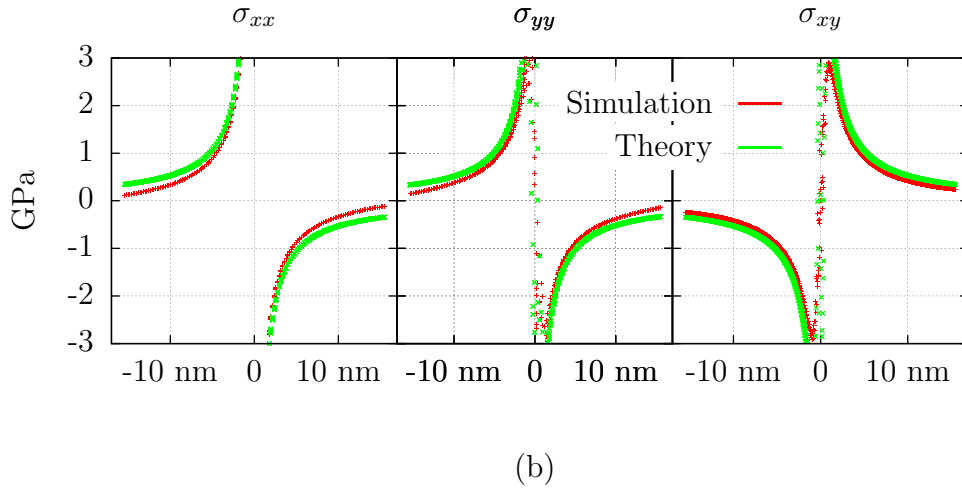 σxx σyy σxy
3
2
1
0
-1
-2
-3
GPa
Simulation
Theory
-10 nm 0 10 nm -10 nm 0 10 nm -10 nm 0 10 nm
(b)